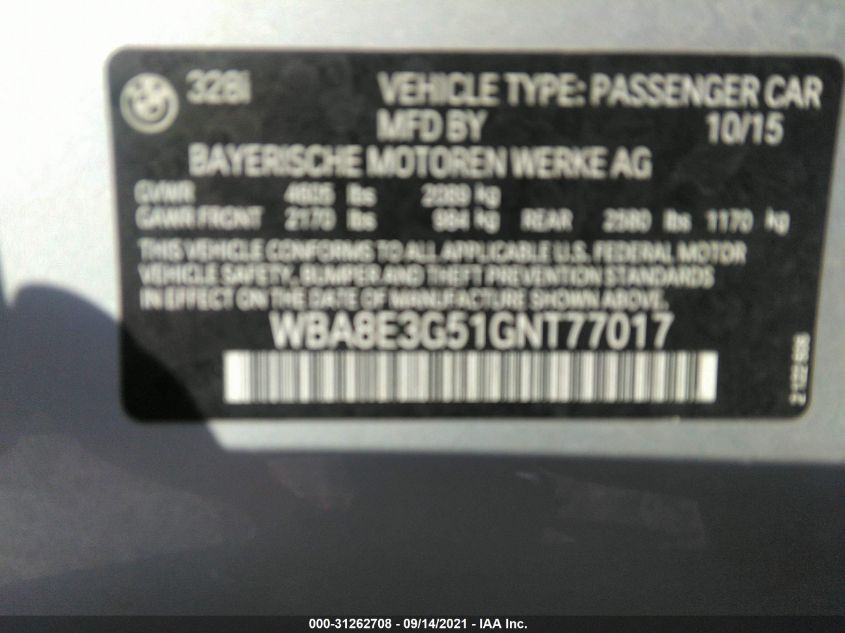 328i VEHICLE TYPE: PASSENGER CAR
MFD BY 10/15
BAYERISCHE MOTOREN WERKE AG
GVWR 4605 lbs 2089 kg
GAWR FRONT 2170 lbs 984 kg REAR 2580 lbs 1170 kg
THIS VEHICLE CONFORMS TO ALL APPLICABLE U.S. FEDERAL MOTOR
VEHICLE SAFETY, BUMPER AND THEFT PREVENTION STANDARDS
IN EFFECT ON THE DATE OF MANUFACTURE SHOWN ABOVE.
WBA8E3G51GNT77017
000-31262708 - 09/14/2021 - IAA Inc.